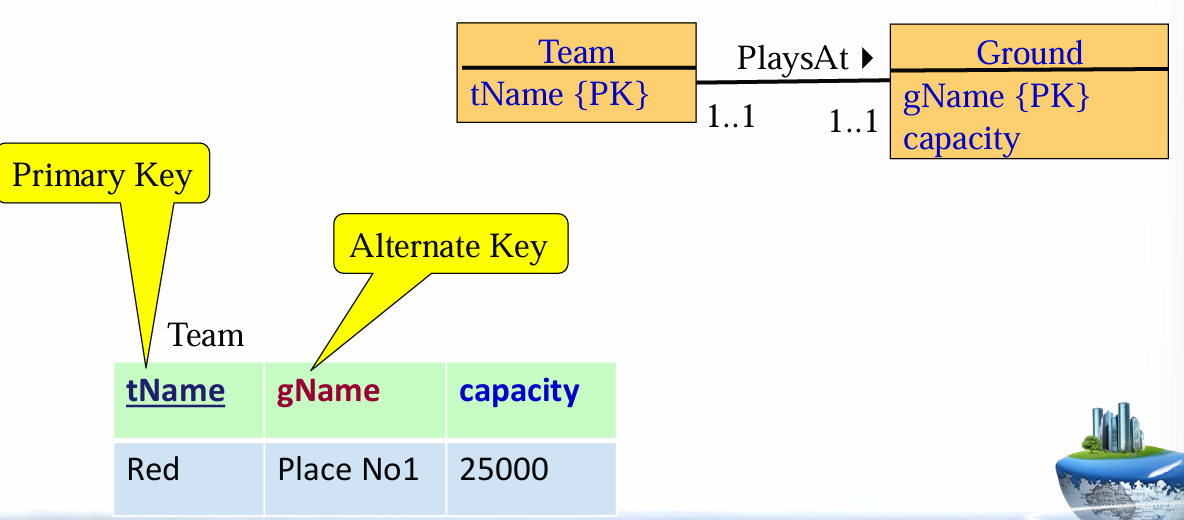 Team
tName {PK}
PlaysAt
1..1
1..1
Ground
gName {PK}
capacity
Primary Key
Alternate Key
Team
tName gName capacity
Red Place No1 25000